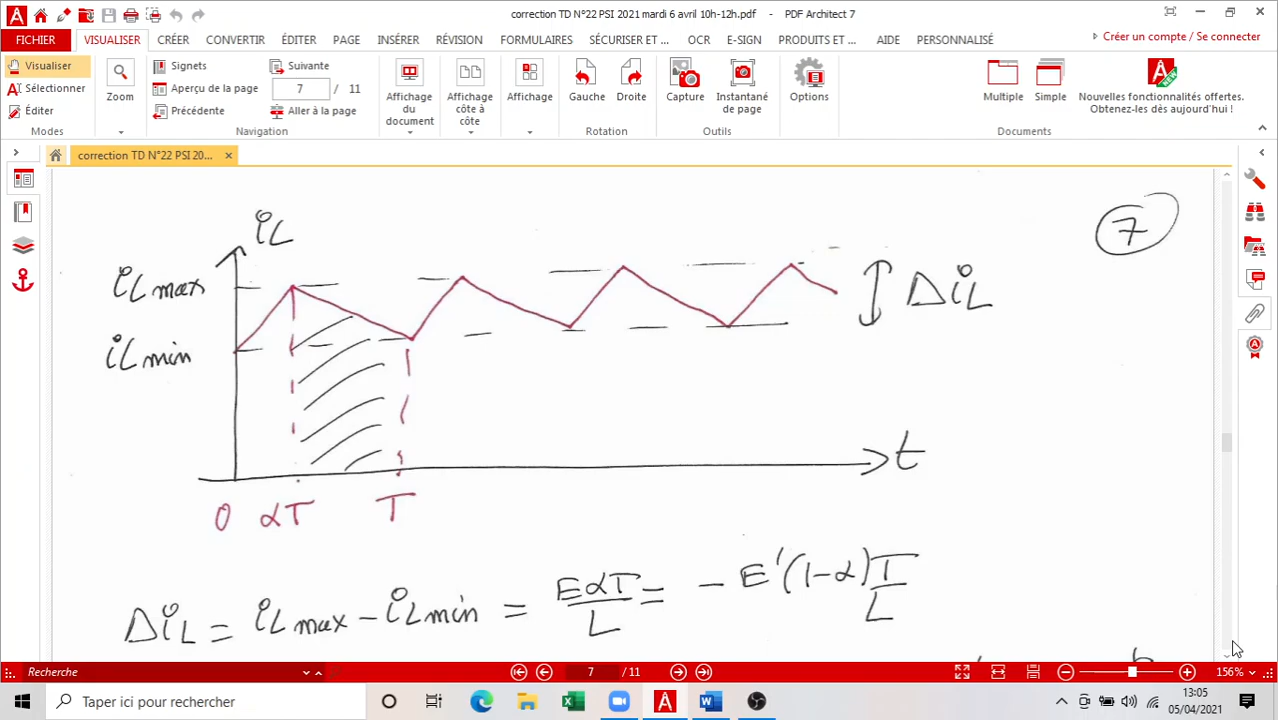 correction TD N°22 PSI 2021 mardi 6 avril 10h-12h.pdf - PDF Architect 7
FICHIER VISUALISER CRÉER CONVERTIR ÉDITER PAGE INSÉRER RÉVISION FORMULAIRES SÉCURISER ET ... OCR E-SSN PRODUITS ET ... AIDE PERSONNALISÉ Créer un compte / Se connecter
Visualiser
Sélectionner
Éditer
Modes
Zoom
Signets
Aperçu de la page
Précédente
Suivante
7 / 11
Aller à la page
Navigation
Affichage du document
Affichage côte à côte
Affichage
Gauche
Droite
Rotation
Capture
Instantané de page
Outils
Options
Multiple
Simple
Documents
Nouvelles fonctionnalités offertes.
Obtenez-les dès aujourd'hui !
correction TD N°22 PSI 20...
7
iL
iL max
iL min
ΔiL
t
0 αT T
ΔiL = iL max - iL min = EαT/L = - E'(1-α)T/L
Recherche
7 / 11
156%
Taper ici pour rechercher
13:05
05/04/2021